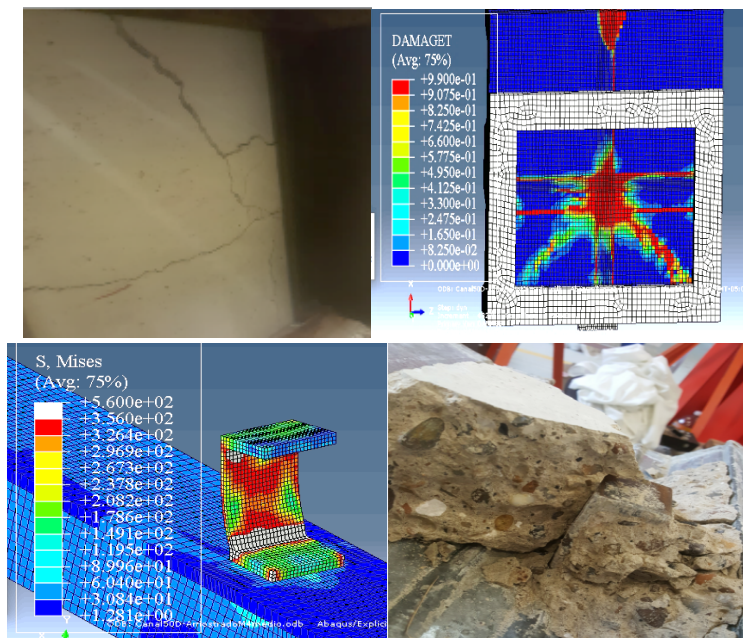 DAMAGET
(Avg: 75%)
+9.900e-01
+9.075e-01
+8.250e-01
+7.425e-01
+6.600e-01
+5.775e-01
+4.950e-01
+4.125e-01
+3.300e-01
+2.475e-01
+1.650e-01
+8.250e-02
+0.000e+00
X
S, Mises
(Avg: 75%)
+5.600e+02
+3.560e+02
+3.264e+02
+2.969e+02
+2.673e+02
+2.378e+02
+2.082e+02
+1.786e+02
+1.491e+02
+1.195e+02
+8.996e+01
+6.040e+01
+3.084e+01
+1.281e+00
Y
Abaqus/Explici